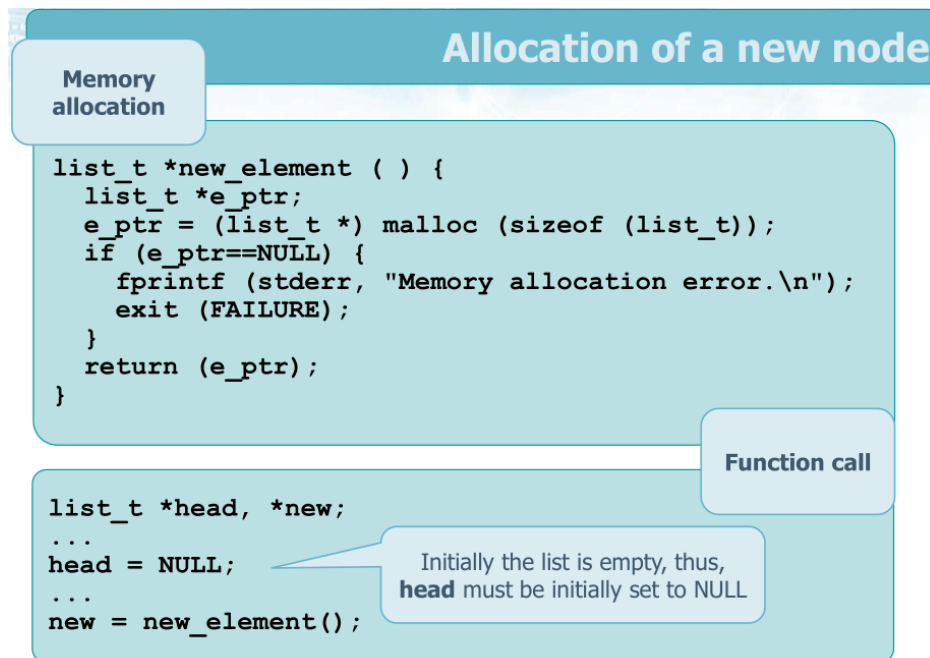 Allocation of a new node
Memory
allocation
list_t *new_element ( ) {
  list_t *e_ptr;
  e_ptr = (list_t *) malloc (sizeof (list_t));
  if (e_ptr==NULL) {
    fprintf (stderr, "Memory allocation error.\n");
    exit (FAILURE);
  }
  return (e_ptr);
}
Function call
list_t *head, *new;
...
head = NULL;
Initially the list is empty, thus,
head must be initially set to NULL
...
new = new_element();